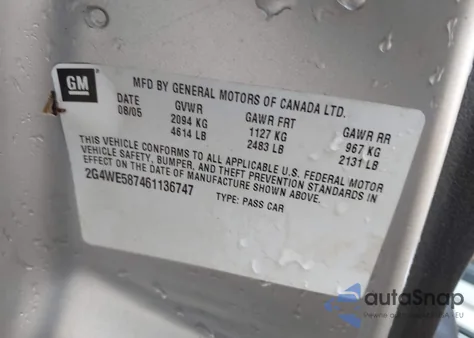 GM
MFD BY GENERAL MOTORS OF CANADA LTD.
DATE GVWR GAWR FRT GAWR RR
08/05 2094 KG 1127 KG 967 KG
4614 LB 2483 LB 2131 LB
THIS VEHICLE CONFORMS TO ALL APPLICABLE U.S. FEDERAL MOTOR
VEHICLE SAFETY, BUMPER, AND THEFT PREVENTION STANDARDS IN
EFFECT ON THE DATE OF MANUFACTURE SHOWN ABOVE.
2G4WE587461136747
TYPE: PASS CAR
autoSnap